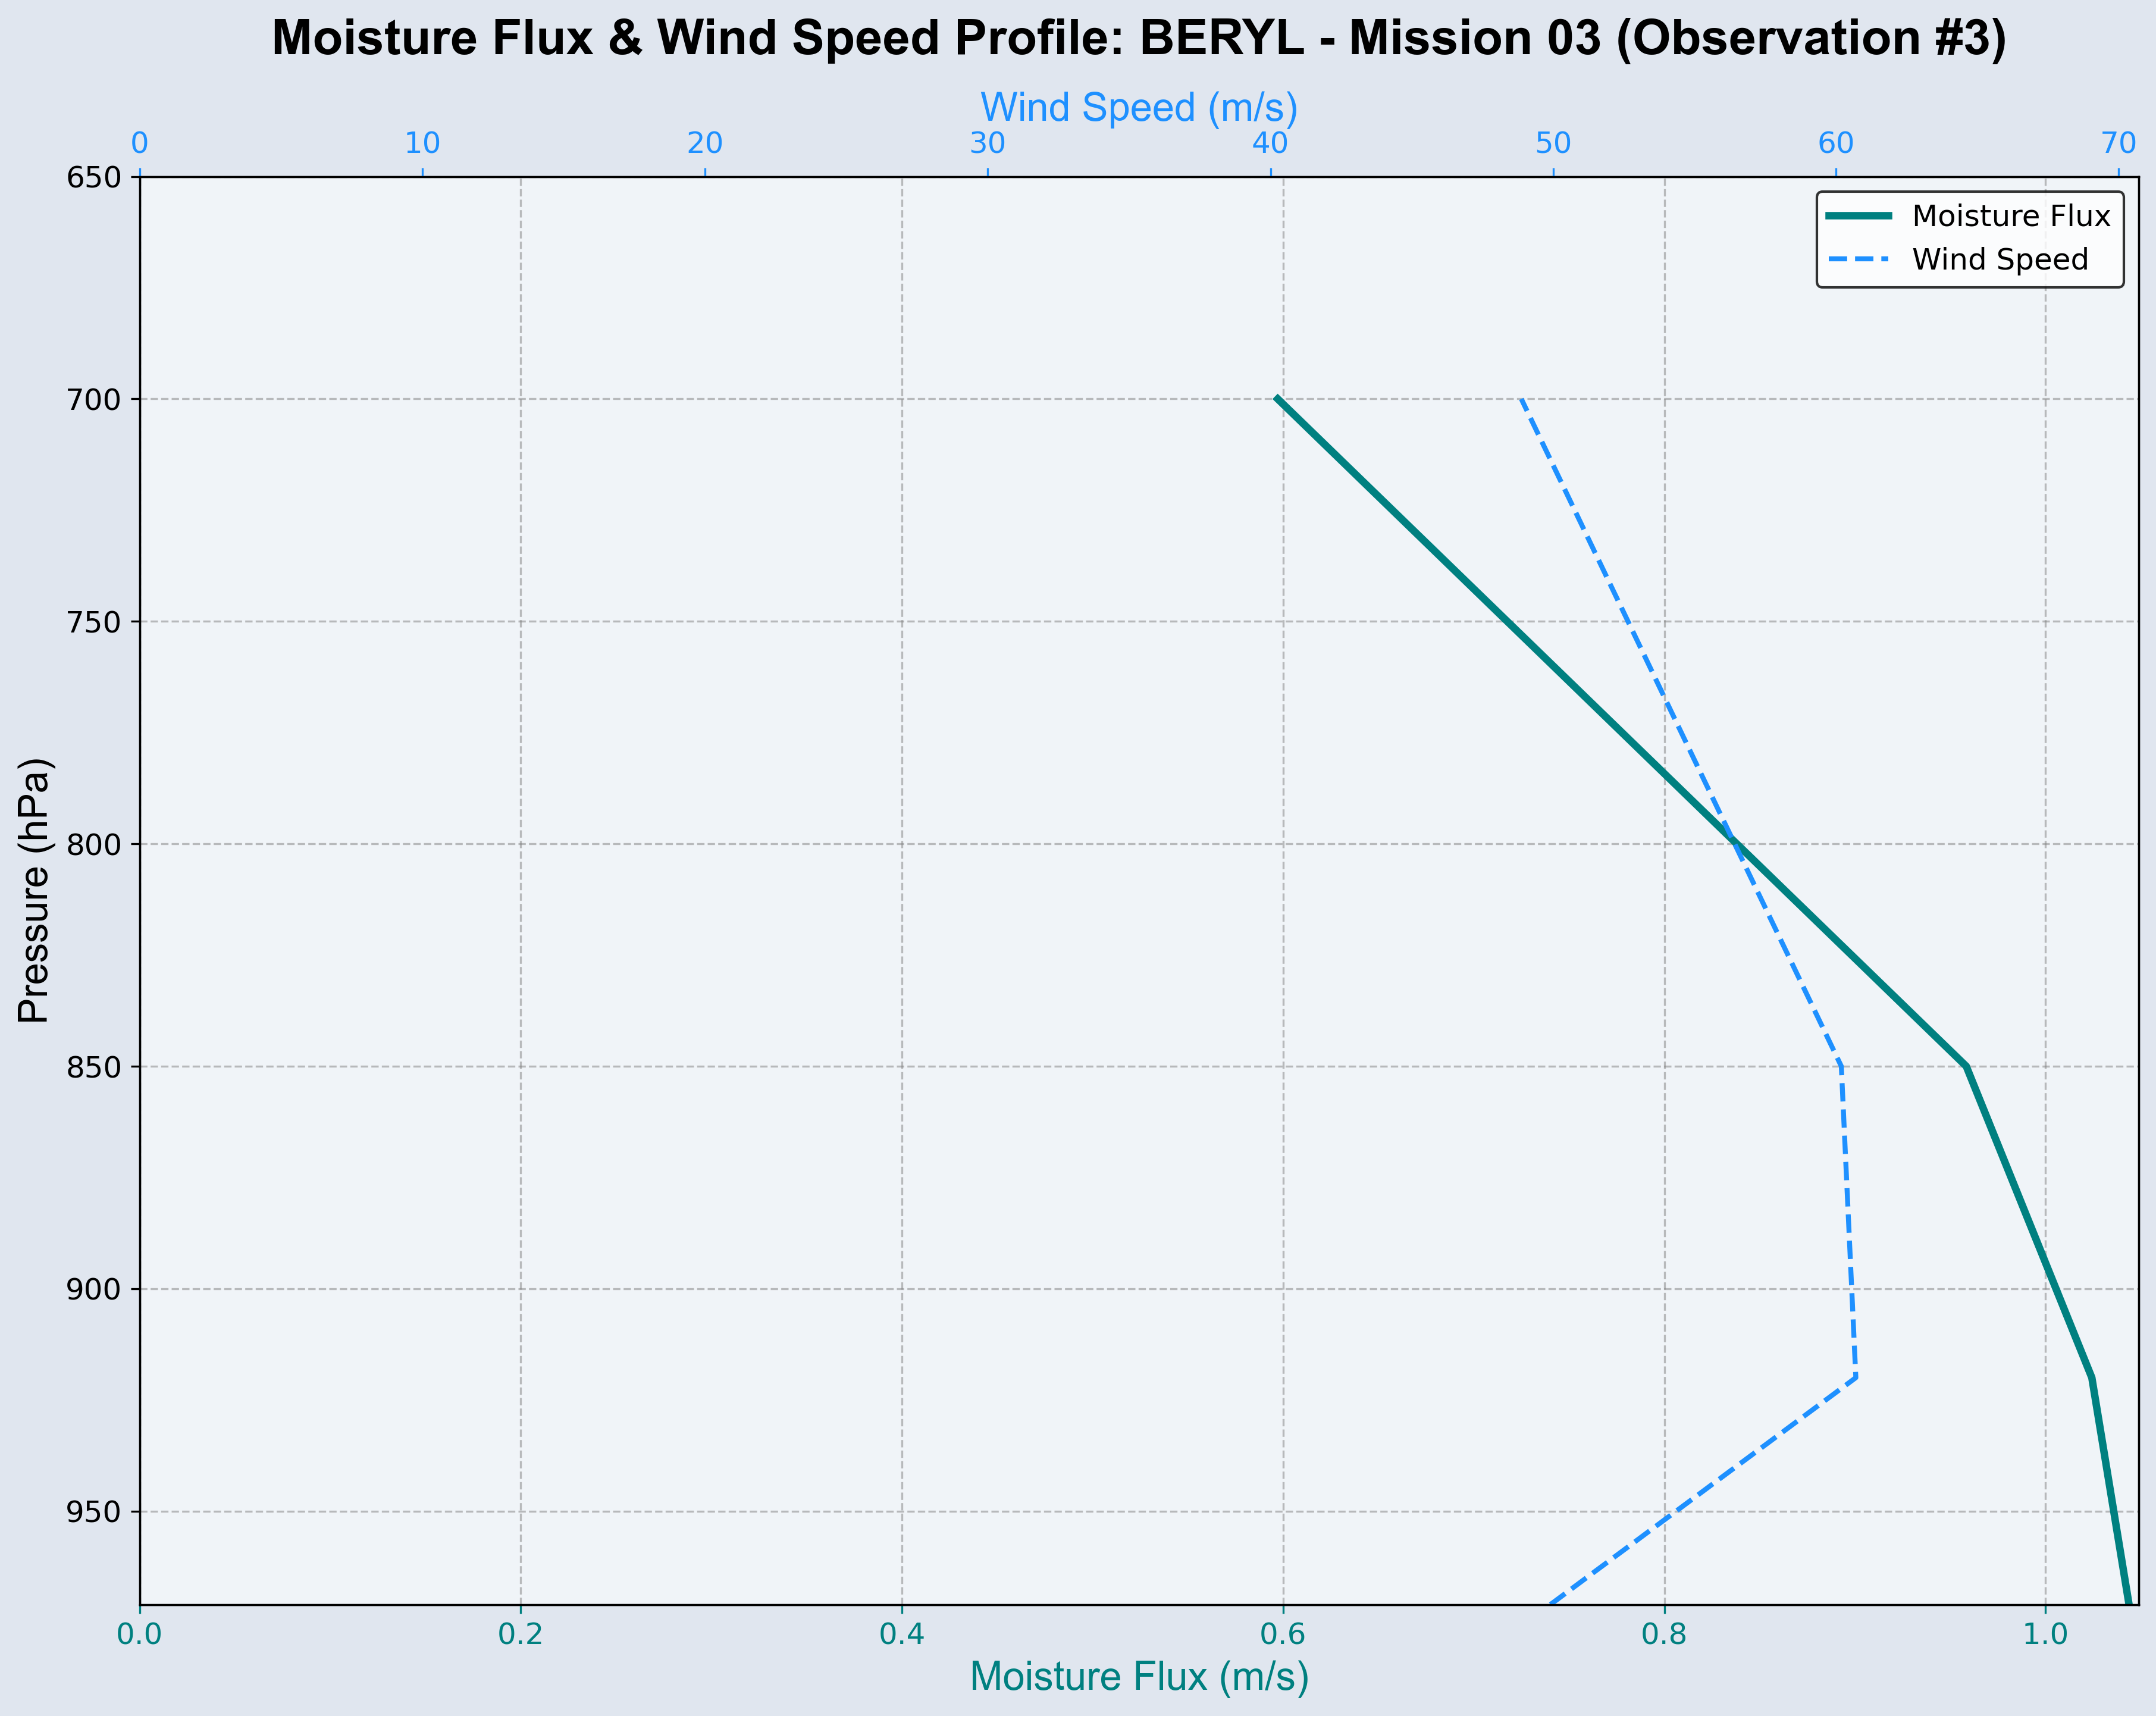 Moisture Flux & Wind Speed Profile: BERYL - Mission 03 (Observation #3)
Wind Speed (m/s)
0 10 20 30 40 50 60 70
Moisture Flux
Wind Speed
Pressure (hPa)
650
700
750
800
850
900
950
0.0 0.2 0.4 0.6 0.8 1.0
Moisture Flux (m/s)